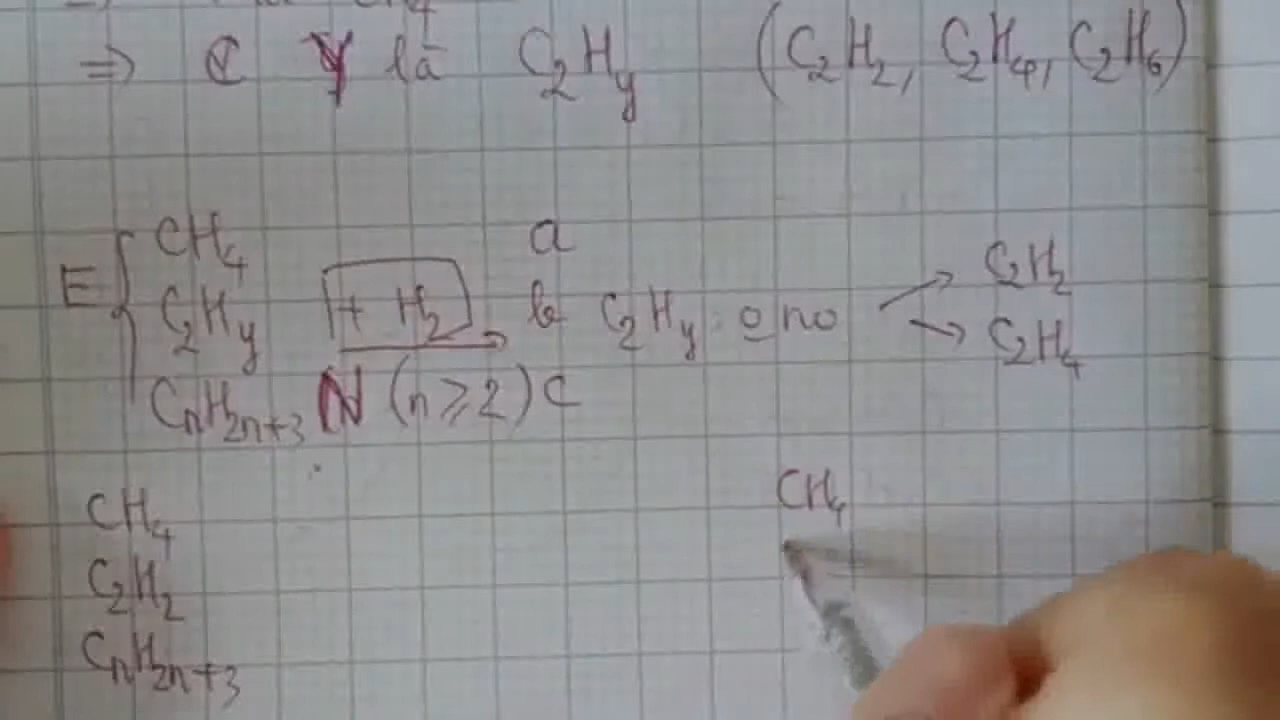 => Y là C2Hy (C2H2, C2H4, C2H6)
E { CH4 a
C2Hy + H2 → b C2Hy : o no → C2H2
→ C2H4
CnH2n+3 N (n ≥ 2) c
CH4 CH4
C2H2
CnH2n+3